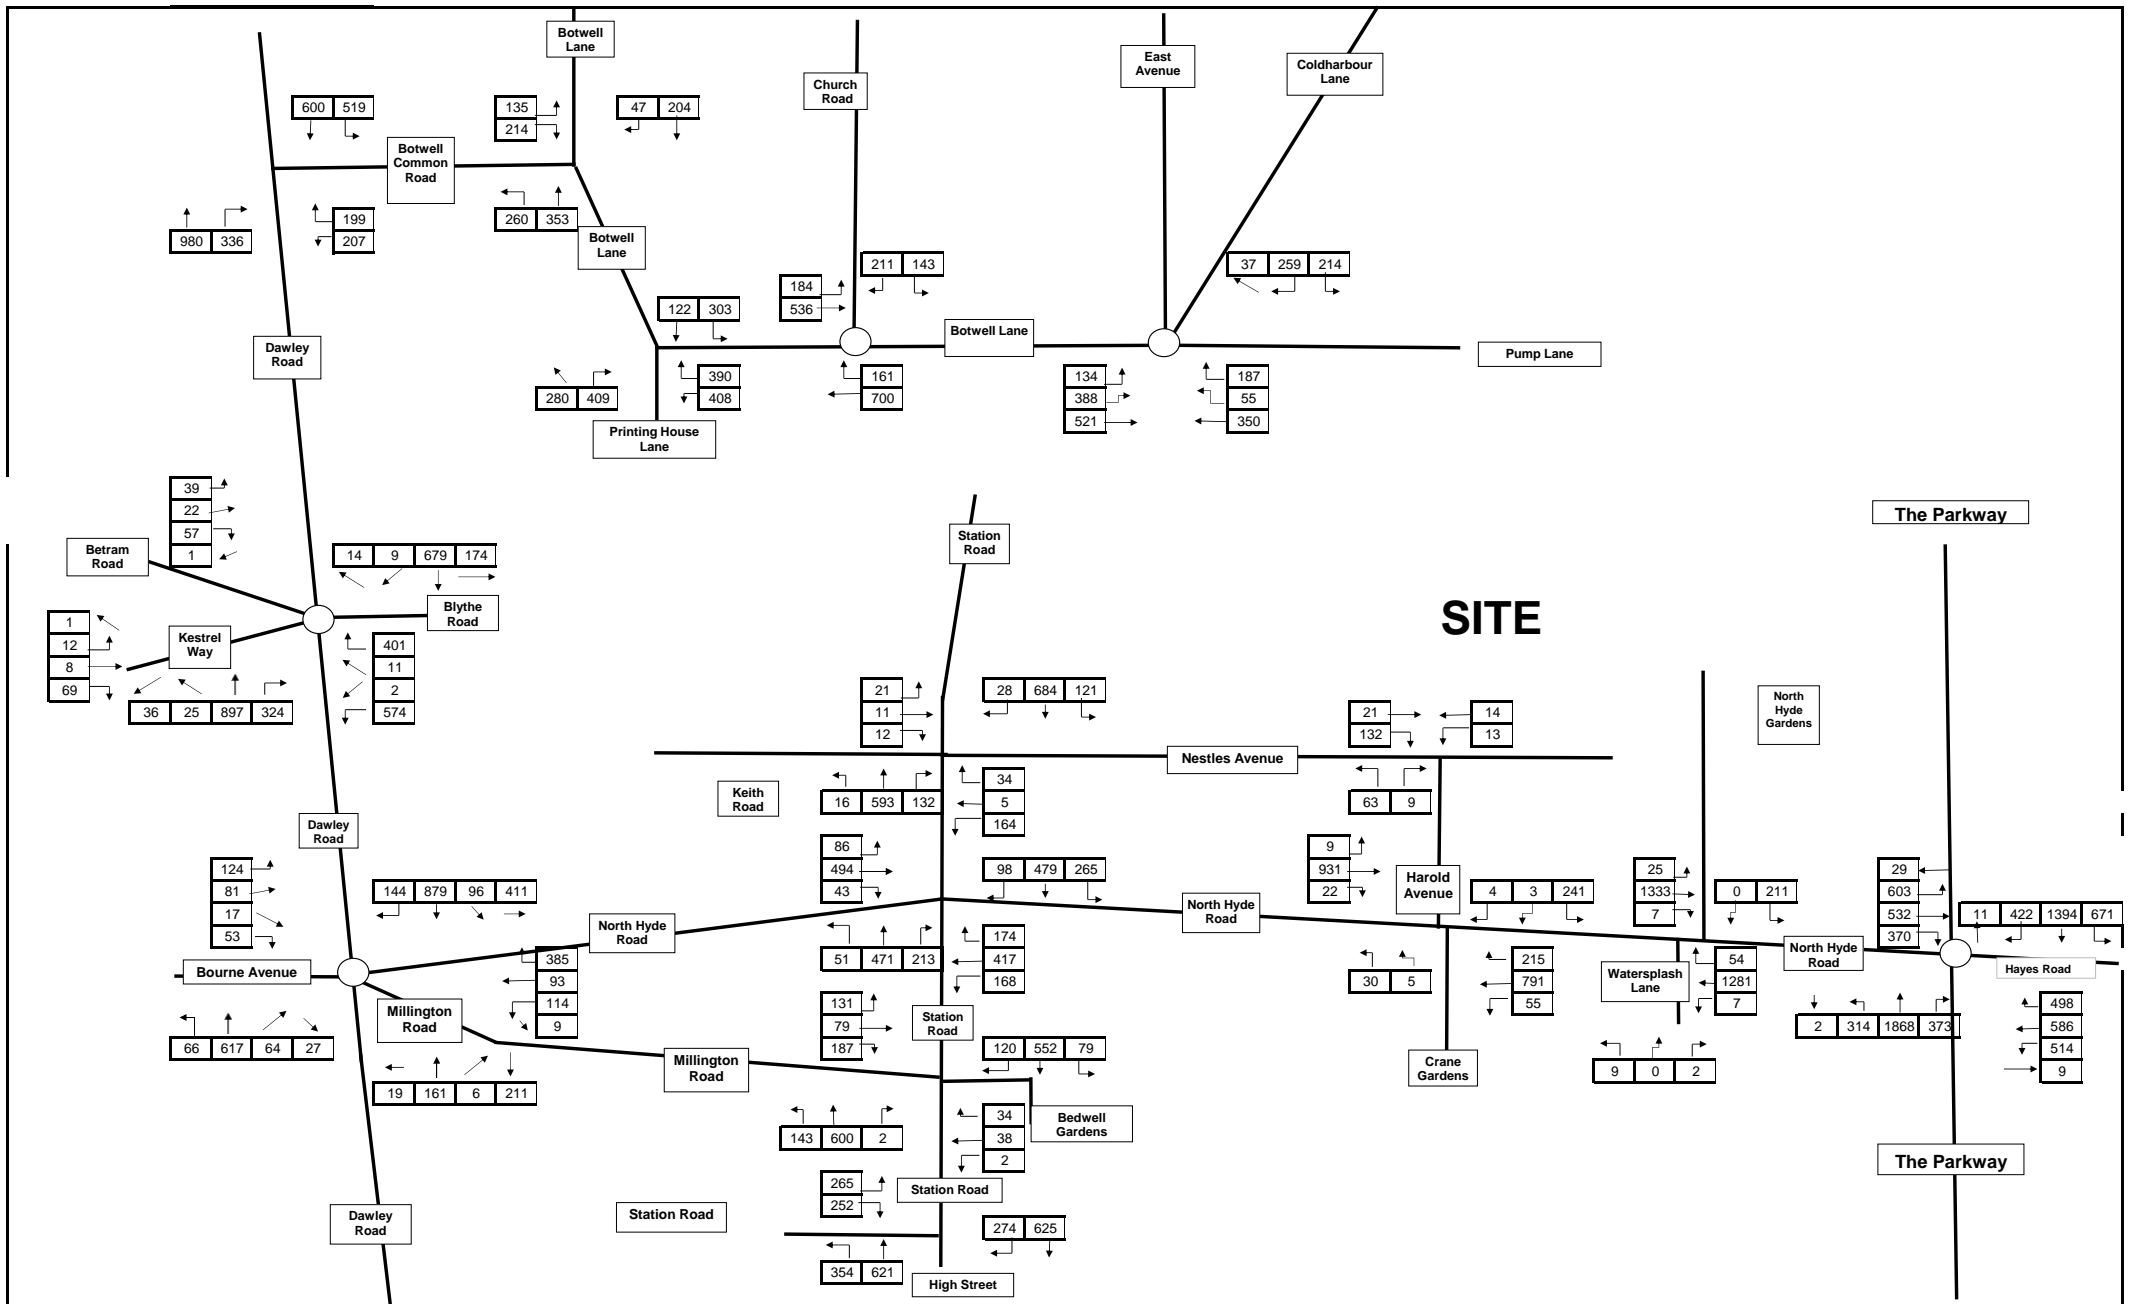 Botwell
Lane
East
Avenue
Coldharbour
Lane
Church
Road
600 519
135
214
47 204
Botwell
Common
Road
980 336
199
207
260 353
Botwell
Lane
211 143
184
536
37 259 214
122 303
Botwell Lane
Dawley
Road
Pump Lane
280 409
390
408
161
700
134
388
521
187
55
350
Printing House
Lane
39
22
57
1
Betram
Road
14 9 679 174
Station
Road
The Parkway
Blythe
Road
SITE
1
12
8
69
Kestrel
Way
401
11
2
574
36 25 897 324
21
11
12
28 684 121
21
132
14
13
North
Hyde
Gardens
Nestles Avenue
Keith
Road
16 593 132
34
5
164
63 9
Dawley
Road
86
494
43
98 479 265
9
931
22
Harold
Avenue
4 3 241
25
1333
7
0 211
29
603
532
370
11 422 1394 671
124
81
17
53
144 879 96 411
North Hyde
Road
North Hyde
Road
North Hyde
Road
Bourne Avenue
385
93
114
9
51 471 213
174
417
168
30 5
215
791
55
Watersplash
Lane
54
1281
7
Hayes Road
Millington
Road
131
79
187
Station
Road
2 314 1868 373
498
586
514
9
66 617 64 27
Millington
Road
120 552 79
Crane
Gardens
9 0 2
19 161 6 211
143 600 2
34
38
2
Bedwell
Gardens
The Parkway
265
252
Station Road
Dawley
Road
Station Road
274 625
354 621
High Street